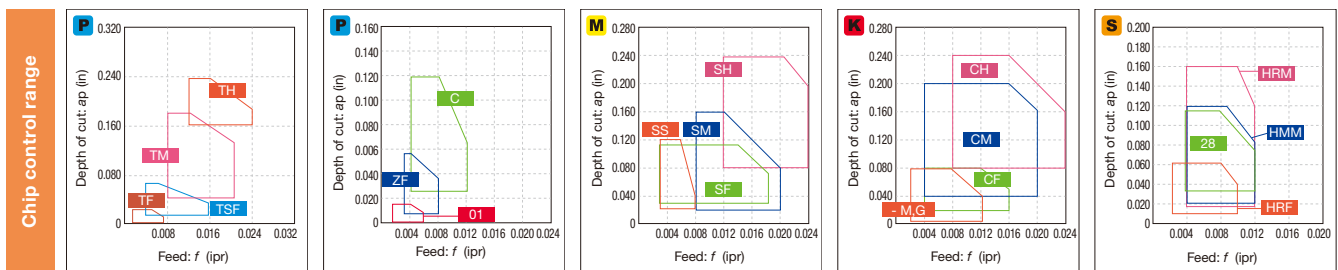 Chip control range
P
Depth of cut: ap (in)
0.320
0.240
0.160
0.080
0
TH
TM
TF
TSF
0.008 0.016 0.024 0.032
Feed: f (ipr)
P
Depth of cut: ap (in)
0.160
0.120
0.100
0.080
0.060
0.040
0.020
0
C
ZF
01
0.004 0.008 0.012 0.016 0.020 0.024
Feed: f (ipr)
M
Depth of cut: ap (in)
0.280
0.200
0.160
0.120
0.080
0.040
0
SH
SS
SM
SF
0.004 0.008 0.012 0.016 0.020 0.024
Feed: f (ipr)
K
Depth of cut: ap (in)
0.280
0.240
0.200
0.160
0.120
0.080
0.040
0
CH
CM
CF
- M.G
0.004 0.008 0.012 0.016 0.020 0.024
Feed: f (ipr)
S
Depth of cut: ap (in)
0.200
0.180
0.160
0.140
0.120
0.100
0.080
0.060
0.040
0.020
0
HRM
HMM
28
HRF
0.004 0.008 0.012 0.016 0.020
Feed: f (ipr)